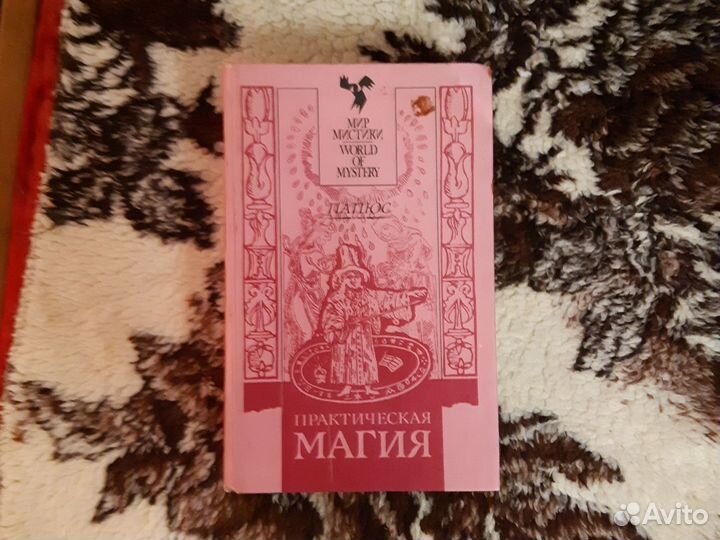 МИР
МИСТИКИ
WORLD
OF
MYSTERY
ПАПЮС
ПРАКТИЧЕСКАЯ
МАГИЯ
Avito